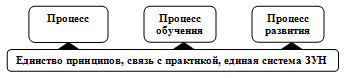 Процесс
Процесс
обучения
Процесс
развития
Единство принципов, связь с практикой, единая система ЗУН